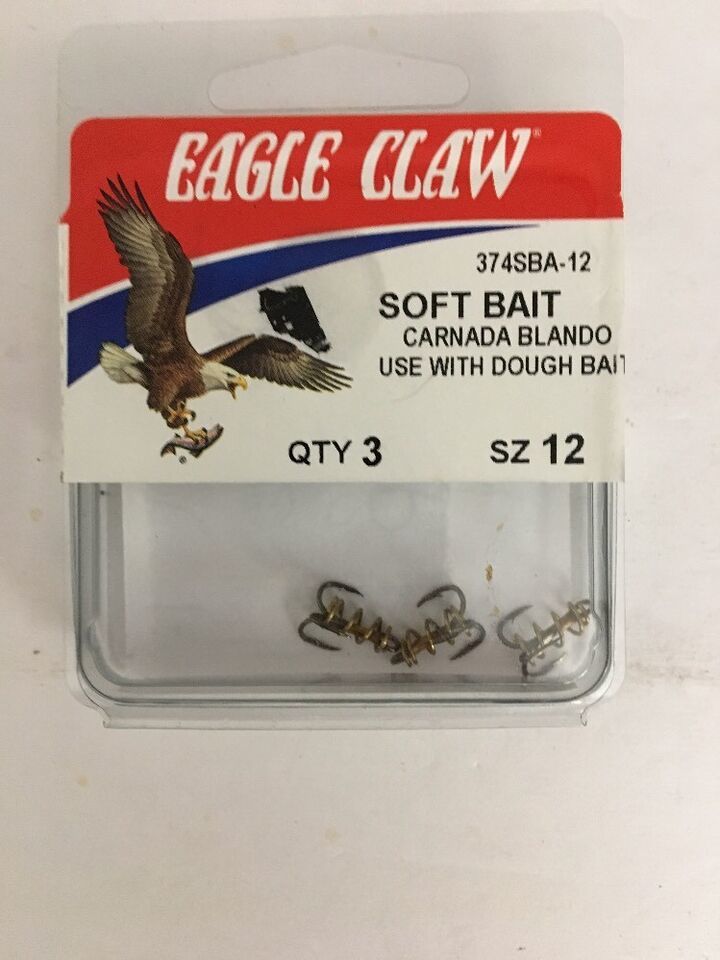 EAGLE CLAW®
374SBA-12
SOFT BAIT
CARNADA BLANDO
USE WITH DOUGH BAIT
QTY 3 SZ 12